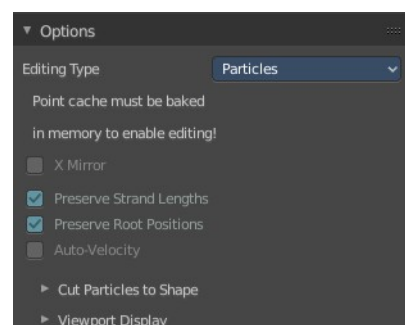 Options
Editing Type
Particles
Point cache must be baked
in memory to enable editing!
X Mirror
Preserve Strand Lengths
Preserve Root Positions
Auto-Velocity
Cut Particles to Shape
Viewport Display